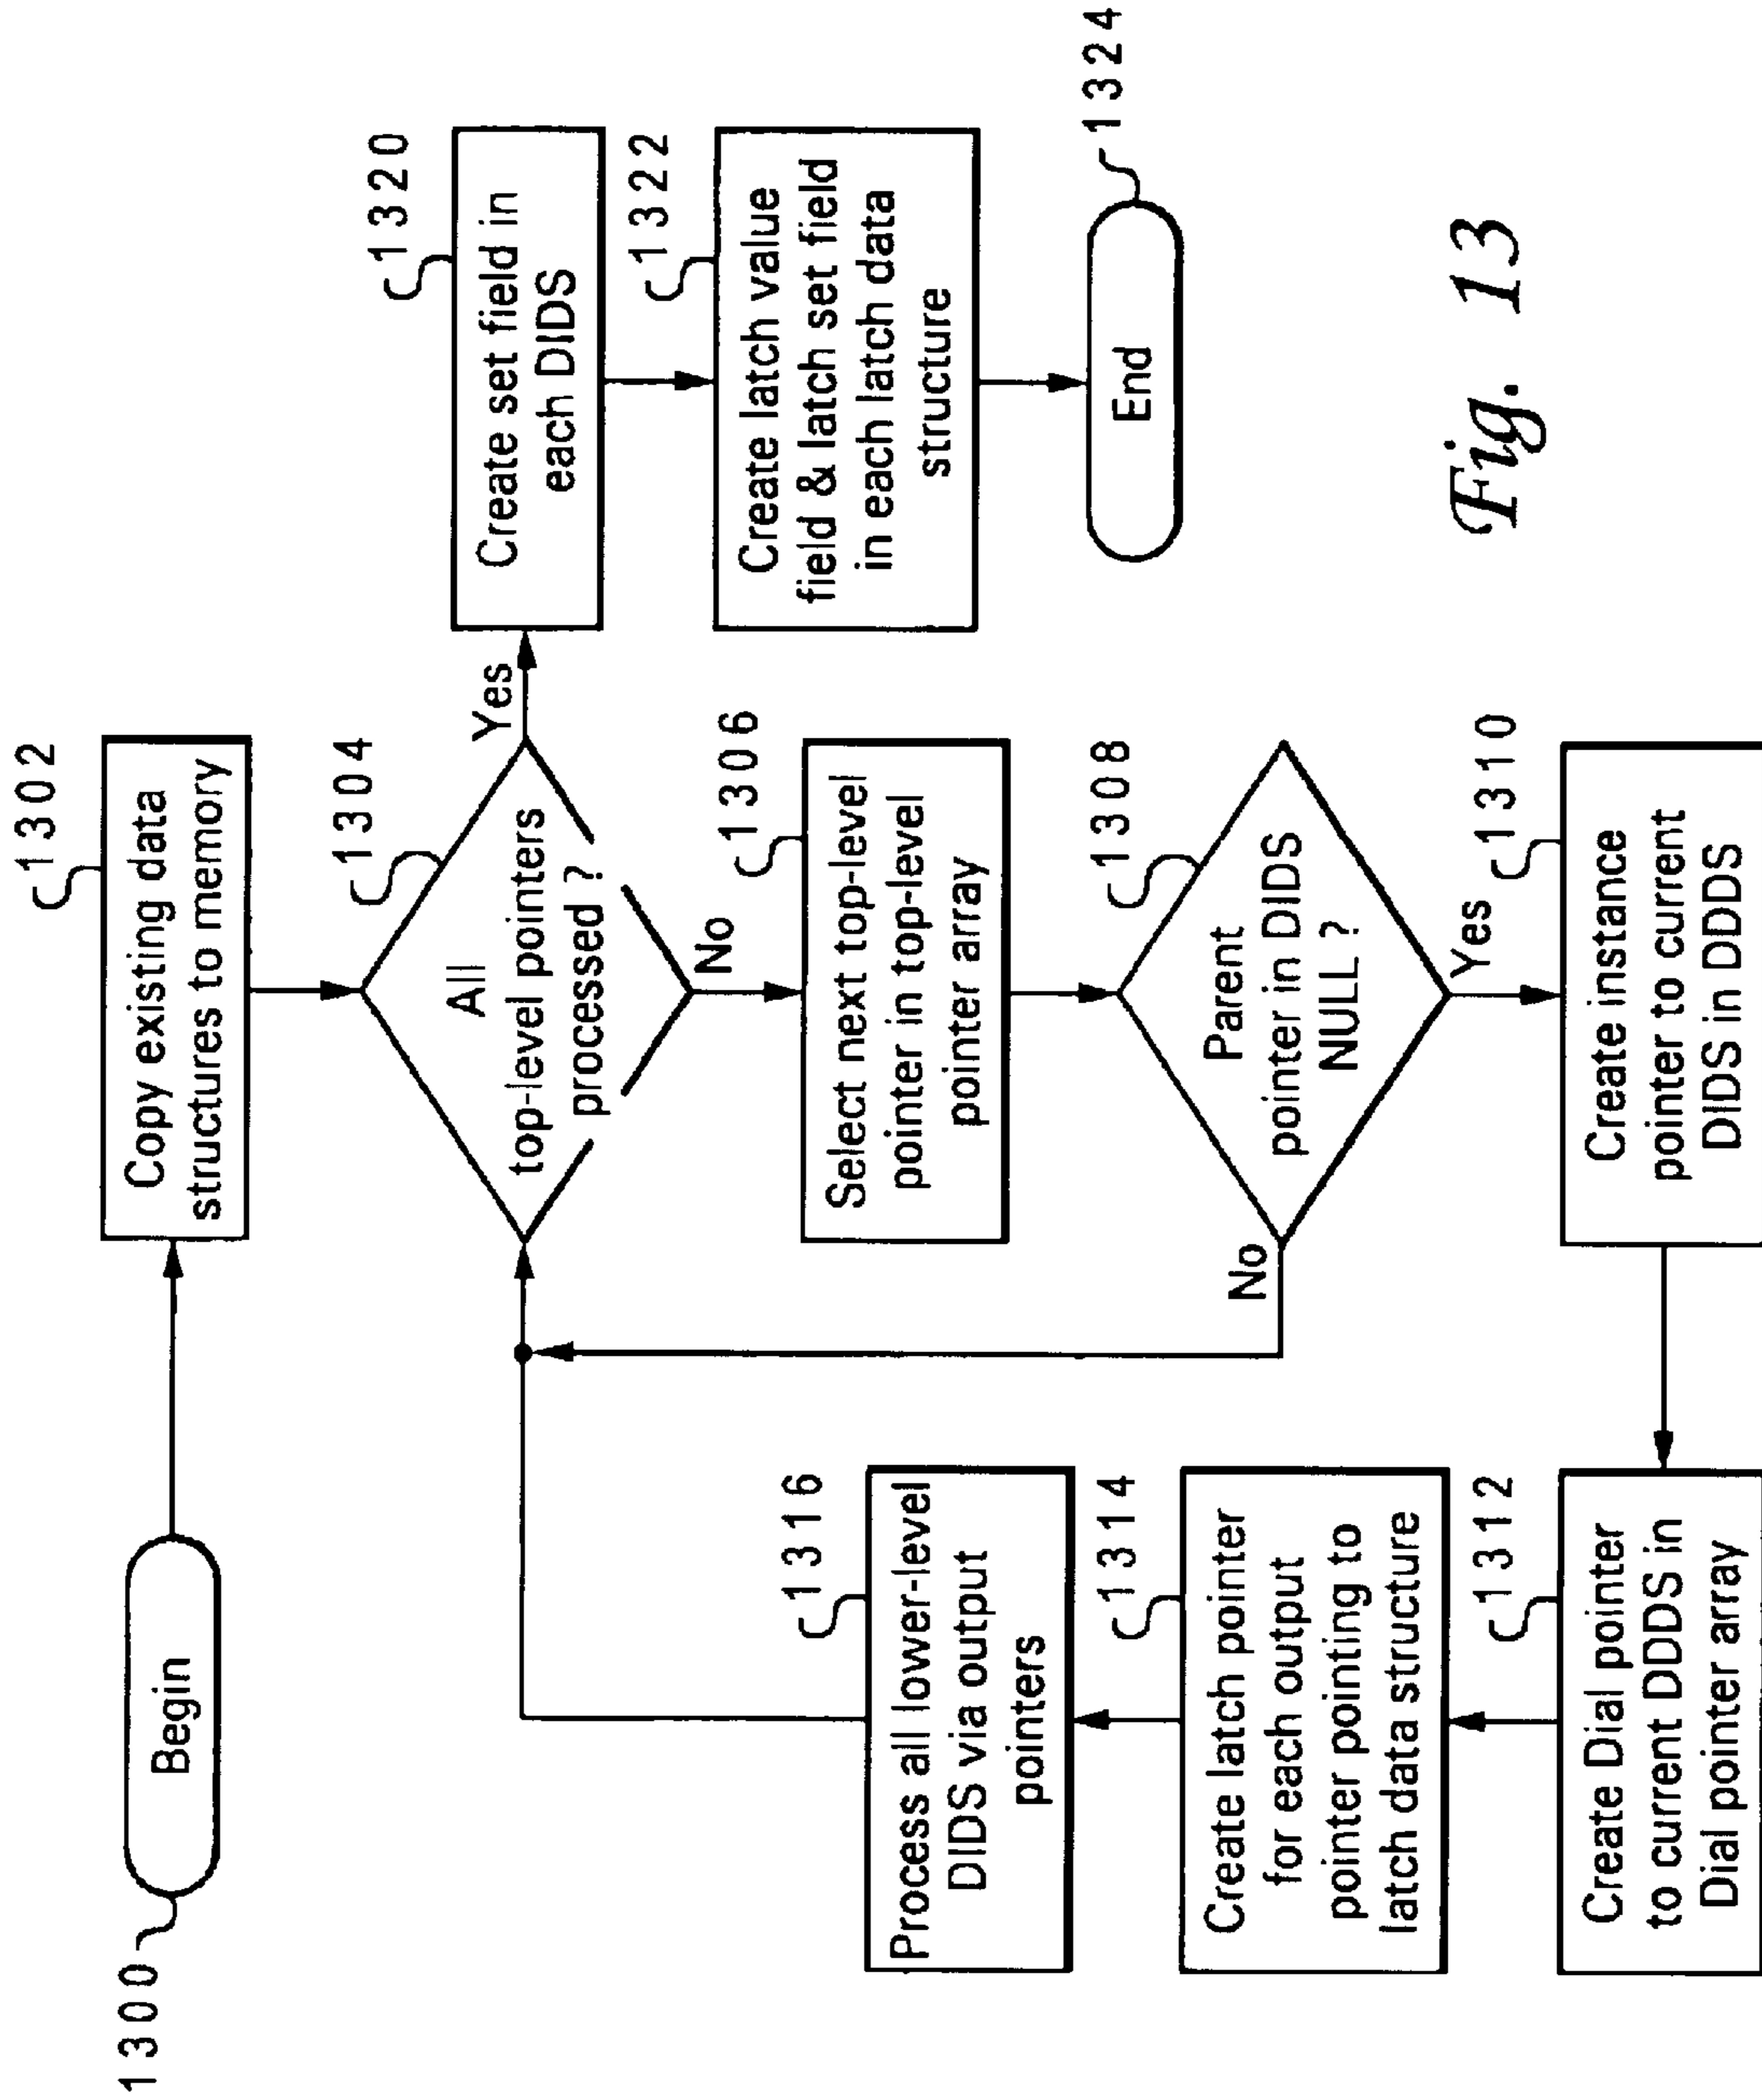 1300
Begin
1302
Copy existing data
structures to memory
1304
All
top-level pointers
processed ?
Yes
No
1320
Create set field in
each DIDS
1322
Create latch value
field & latch set field
in each latch data
structure
End
1324
1306
Select next top-level
pointer in top-level
pointer array
1308
Parent
pointer in DIDS
NULL ?
No
Yes
1310
Create instance
pointer to current
DIDS in DDDS
1312
Create Dial pointer
to current DDDS in
Dial pointer array
1314
Create latch pointer
for each output
pointer pointing to
latch data structure
1316
Process all lower-level
DIDS via output
pointers
Fig. 13